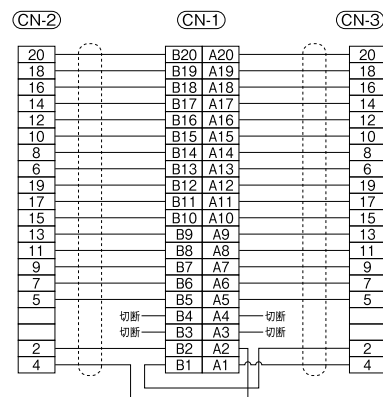 CN-2 CN-1 CN-3
20 B20 A20 20
18 B19 A19 18
16 B18 A18 16
14 B17 A17 14
12 B16 A16 12
10 B15 A15 10
8 B14 A14 8
6 B13 A13 6
19 B12 A12 19
17 B11 A11 17
15 B10 A10 15
13 B9 A9 13
11 B8 A8 11
9 B7 A7 9
7 B6 A6 7
5 B5 A5 5
切断 B4 A4 切断
切断 B3 A3 切断
2 B2 A2 2
4 B1 A1 4